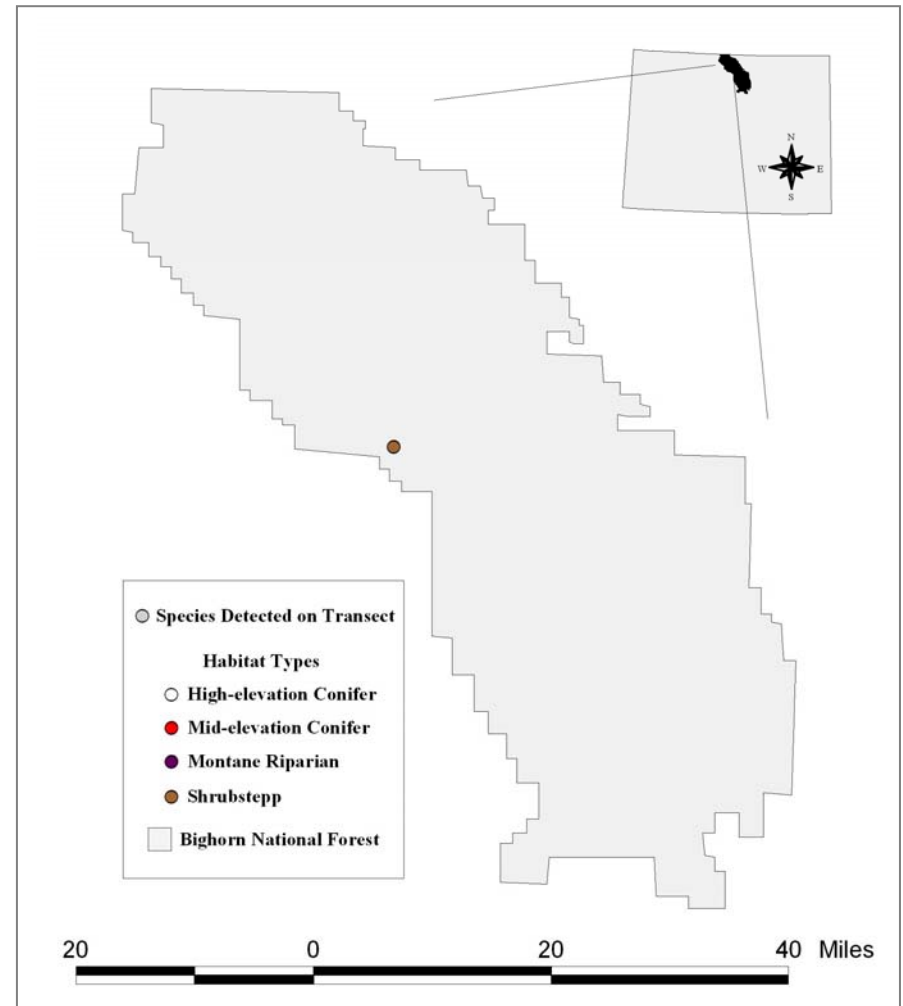 N
W E
S
Species Detected on Transect
Habitat Types
High-elevation Conifer
Mid-elevation Conifer
Montane Riparian
Shrubstepp
Bighorn National Forest
20 0 20 40 Miles